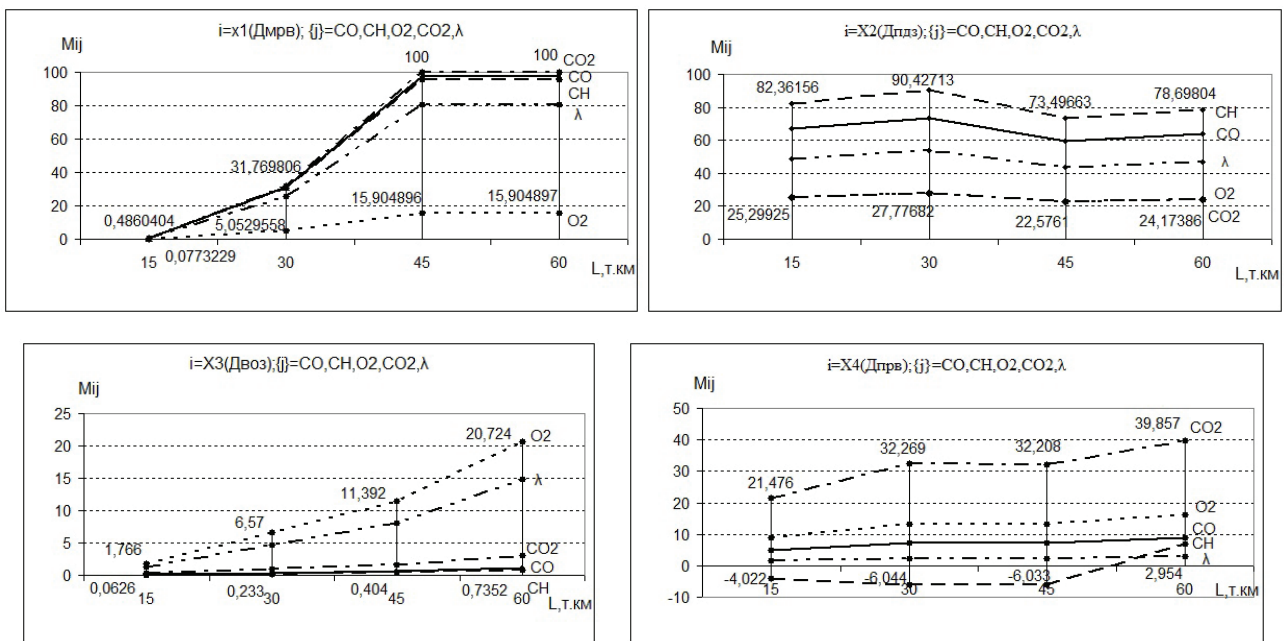 i=x1(Дмрв); {j}=CO,CH,O2,CO2,λ
Mij
100
80
60
40
20
0
0,4860404
0,0773229
31,769806
5,0529558
100
100
15,904896
15,904897
CO2
CO
CH
λ
O2
15
30
45
60
L,т.км
i=X2(Дпдз);{j}=CO,CH,O2,CO2,λ
Mij
100
80
60
40
20
0
82,36156
90,42713
73,49663
78,69804
25,29925
27,77682
22,5761
24,17386
CH
CO
λ
O2
CO2
15
30
45
60
L,т.км
i=X3(Двоз);{j}=CO,CH,O2,CO2,λ
Mij
25
20
15
10
5
0
1,766
6,57
11,392
20,724
0,0626
0,233
0,404
0,7352
O2
λ
CO2
CO
CH
15
30
45
60
L,т.км
i=X4(Дпрв);{j}=CO,CH,O2,CO2,λ
Mij
50
40
30
20
10
0
-10
21,476
32,269
32,208
39,857
-4,022
-6,044
-6,033
2,954
CO2
O2
CO
CH
λ
15
30
45
60
L,т.км